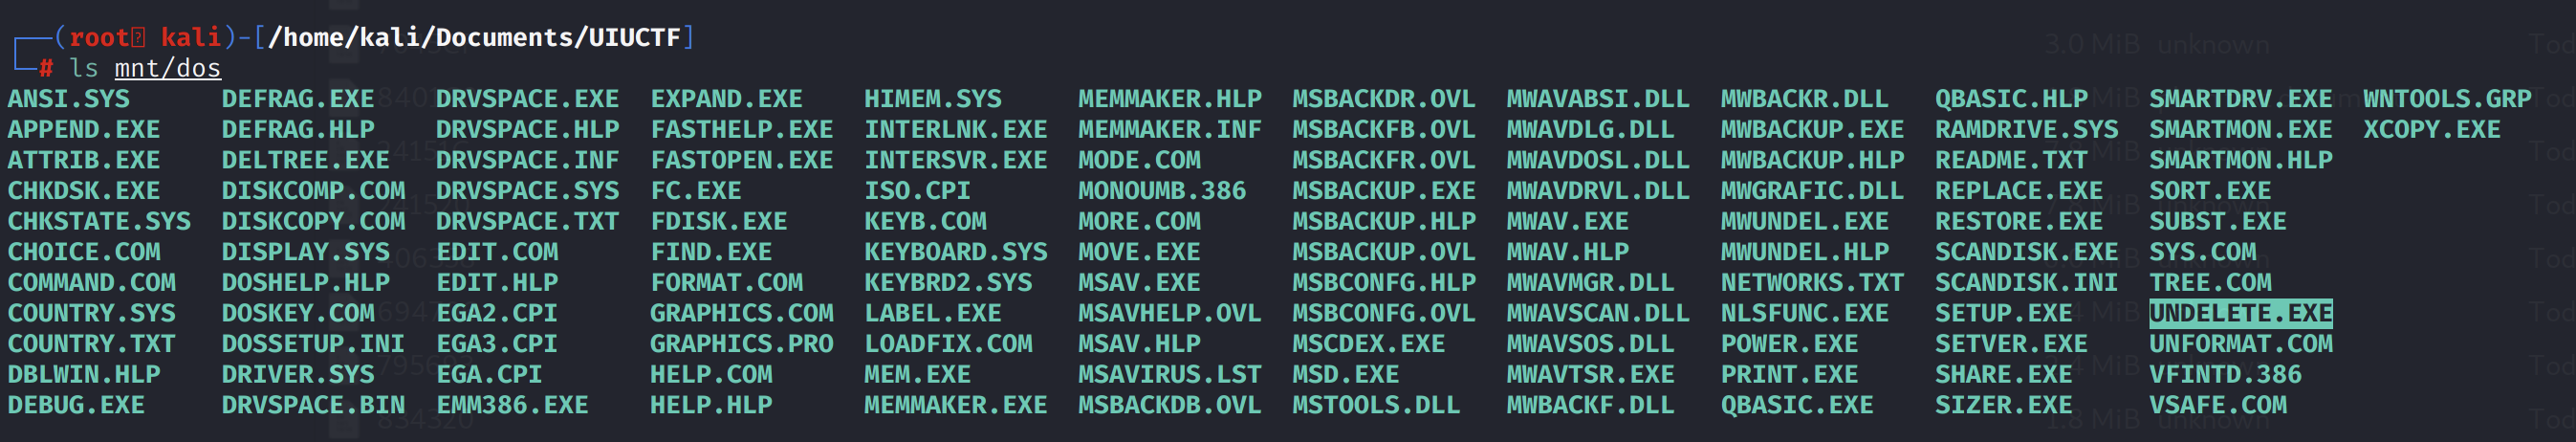 (root kali)-[/home/kali/Documents/UIUCTF]
# ls mnt/dos
ANSI.SYS DEFRAG.EXE DRVSPACE.EXE EXPAND.EXE HIMEM.SYS MEMMAKER.HLP MSBACKDR.OVL MWAVABSI.DLL MWBACKR.DLL QBASIC.HLP SMARTDRV.EXE WNTOOLS.GRP
APPEND.EXE DEFRAG.HLP DRVSPACE.HLP FASTHELP.EXE INTERLNK.EXE MEMMAKER.INF MSBACKFB.OVL MWAVDLG.DLL MWBACKUP.EXE RAMDRIVE.SYS SMARTMON.EXE XCOPY.EXE
ATTRIB.EXE DELTREE.EXE DRVSPACE.INF FASTOPEN.EXE INTERSVR.EXE MODE.COM MSBACKFR.OVL MWAVDOSL.DLL MWBACKUP.HLP README.TXT SMARTMON.HLP
CHKDSK.EXE DISKCOMP.COM DRVSPACE.SYS FC.EXE ISO.CPI MONOUMB.386 MSBACKUP.EXE MWAVDRVL.DLL MWGRAFIC.DLL REPLACE.EXE SORT.EXE
CHKSTATE.SYS DISKCOPY.COM DRVSPACE.TXT FDISK.EXE KEYB.COM MORE.COM MSBACKUP.HLP MWAV.EXE MWUNDEL.EXE RESTORE.EXE SUBST.EXE
CHOICE.COM DISPLAY.SYS EDIT.COM FIND.EXE KEYBOARD.SYS MOVE.EXE MSBACKUP.OVL MWAV.HLP MWUNDEL.HLP SCANDISK.EXE SYS.COM
COMMAND.COM DOSHELP.HLP EDIT.HLP FORMAT.COM KEYBRD2.SYS MSAV.EXE MSBCONFG.HLP MWAVMGR.DLL NETWORKS.TXT SCANDISK.INI TREE.COM
COUNTRY.SYS DOSKEY.COM EGA2.CPI GRAPHICS.COM LABEL.EXE MSAVHELP.OVL MSBCONFG.OVL MWAVSCAN.DLL NLSFUNC.EXE SETUP.EXE UNDELETE.EXE
COUNTRY.TXT DOSSETUP.INI EGA3.CPI GRAPHICS.PRO LOADFIX.COM MSAV.HLP MSCDEX.EXE MWAVSOS.DLL POWER.EXE SETVER.EXE UNFORMAT.COM
DBLWIN.HLP DRIVER.SYS EGA.CPI HELP.COM MEM.EXE MSAVIRUS.LST MSD.EXE MWAVTSR.EXE PRINT.EXE SHARE.EXE VFINTD.386
DEBUG.EXE DRVSPACE.BIN EMM386.EXE HELP.HLP MEMMAKER.EXE MSBACKDB.OVL MSTOOLS.DLL MWBACKF.DLL QBASIC.EXE SIZER.EXE VSAFE.COM